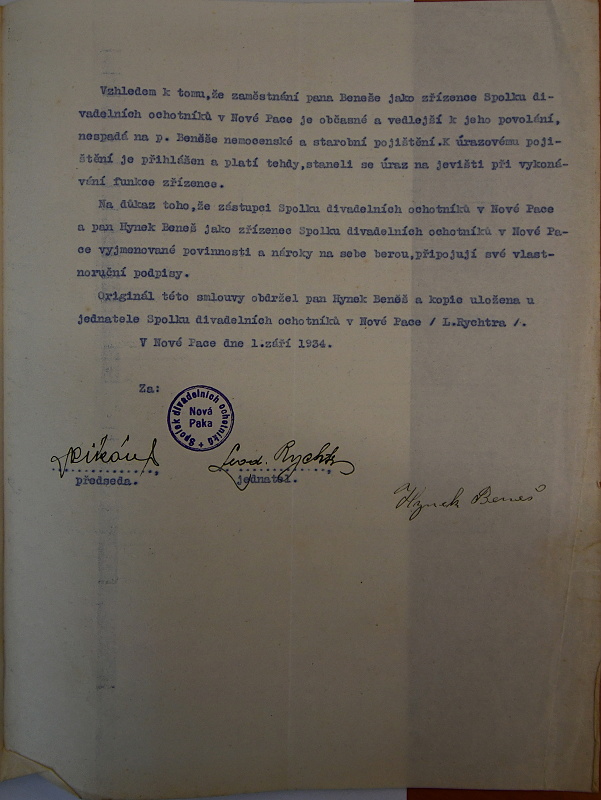 Vzhledem k tomu,že zaměstnání pana Beneše jako zřízence Spolku di-
vadelních ochotníků v Nové Pace je občasné a vedlejší k jeho povolání,
nespadá na p. Beněše nemocenské a starobní pojištění.K úrazovému poji-
štění je přihlášen a platí tehdy,staneli se úraz na jevišti při vykoná-
vání funkce zřízence.
Na důkaz toho,že zástupci Spolku divadelních ochotníků v Nové Pace
a pan Hynek Beneš jako zřízenec Spolku divadelních ochotníků v Nové Pa-
ce vyjmenované povinnosti a nároky na sebe berou,připojují své vlast-
noruční podpisy.
Originál této smlouvy obdržel pan Hynek Beněš a kopie uložena u
jednatele Spolku divadelních ochotníků v Nové Pace / L.Rychtra /.
V Nové Pace dne 1.září 1934.
Za:
Spolek divadelních ochotníků
Nová
Paka
Leod. Rychtr
předseda.
jednatel.
Hynek Beneš